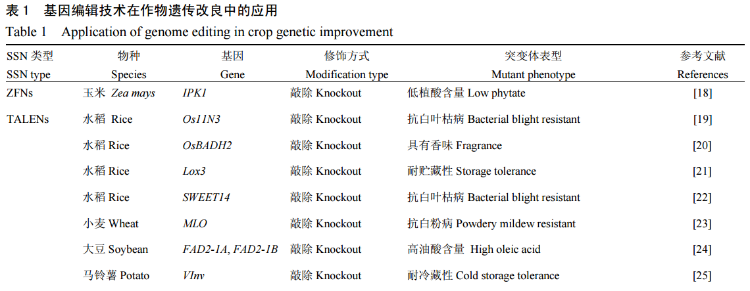 表 1 基因编辑技术在作物遗传改良中的应用
Table 1 Application of genome editing in crop genetic improvement
SSN 类型 物种 基因 修饰方式 突变体表型 参考文献
SSN type Species Gene Modification type Mutant phenotype References
ZFNs 玉米 Zea mays IPK1 敲除 Knockout 低植酸含量 Low phytate [18]
TALENs 水稻 Rice Os11N3 敲除 Knockout 抗白叶枯病 Bacterial blight resistant [19]
水稻 Rice OsBADH2 敲除 Knockout 具有香味 Fragrance [20]
水稻 Rice Lox3 敲除 Knockout 耐贮藏性 Storage tolerance [21]
水稻 Rice SWEET14 敲除 Knockout 抗白叶枯病 Bacterial blight resistant [22]
小麦 Wheat MLO 敲除 Knockout 抗白粉病 Powdery mildew resistant [23]
大豆 Soybean FAD2-1A, FAD2-1B 敲除 Knockout 高油酸含量 High oleic acid [24]
马铃薯 Potato VInv 敲除 Knockout 耐冷藏性 Cold storage tolerance [25]